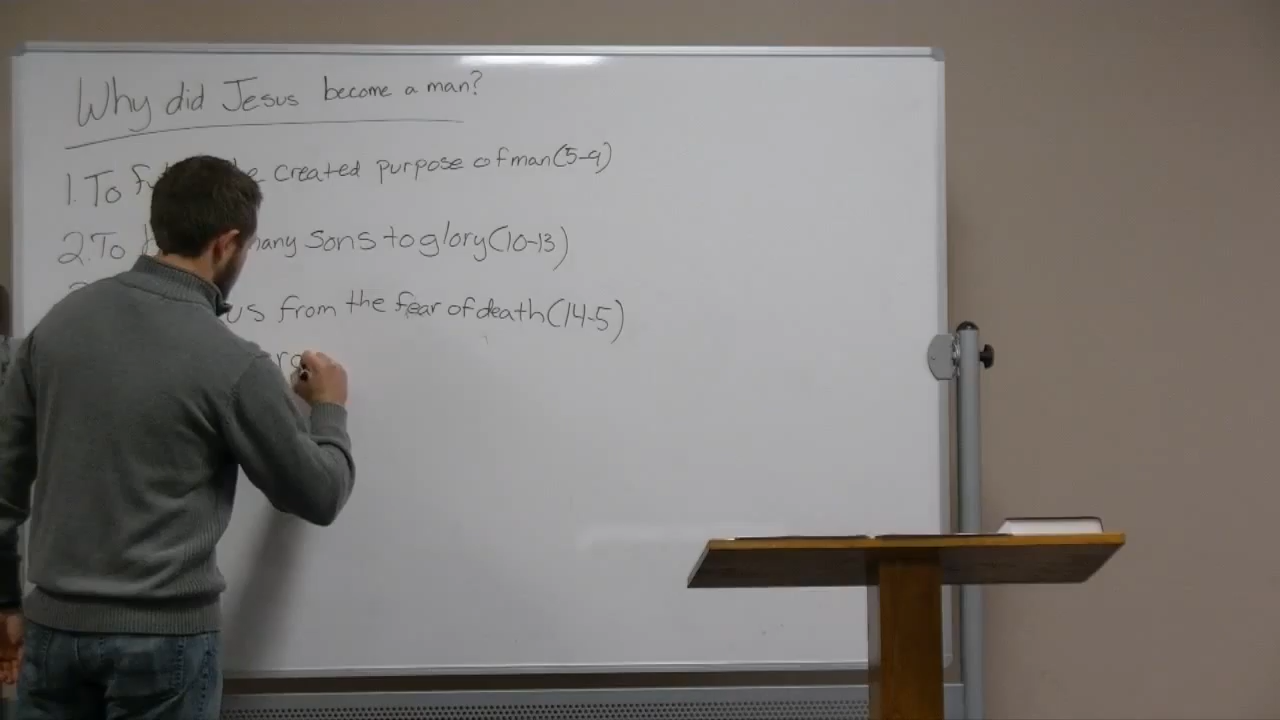 Why did Jesus become a man?
1. To created purpose of man (5-9)
2. To many sons to glory (10-13)
us from the fear of death (14-5)